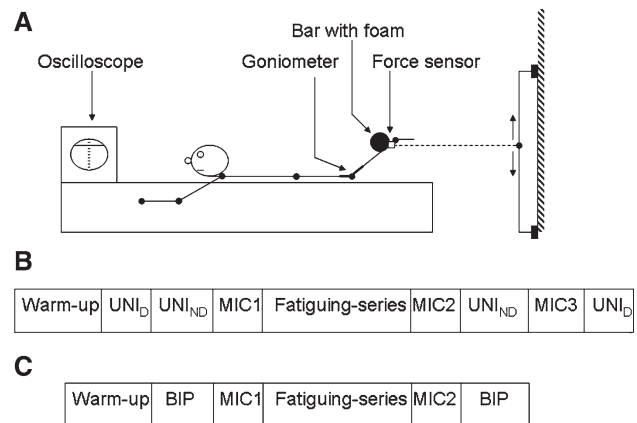 A
Bar with foam
Oscilloscope Goniometer Force sensor
B
Warm-up UNID UNIND MIC1 Fatiguing-series MIC2 UNIND MIC3 UNID
C
Warm-up BIP MIC1 Fatiguing-series MIC2 BIP